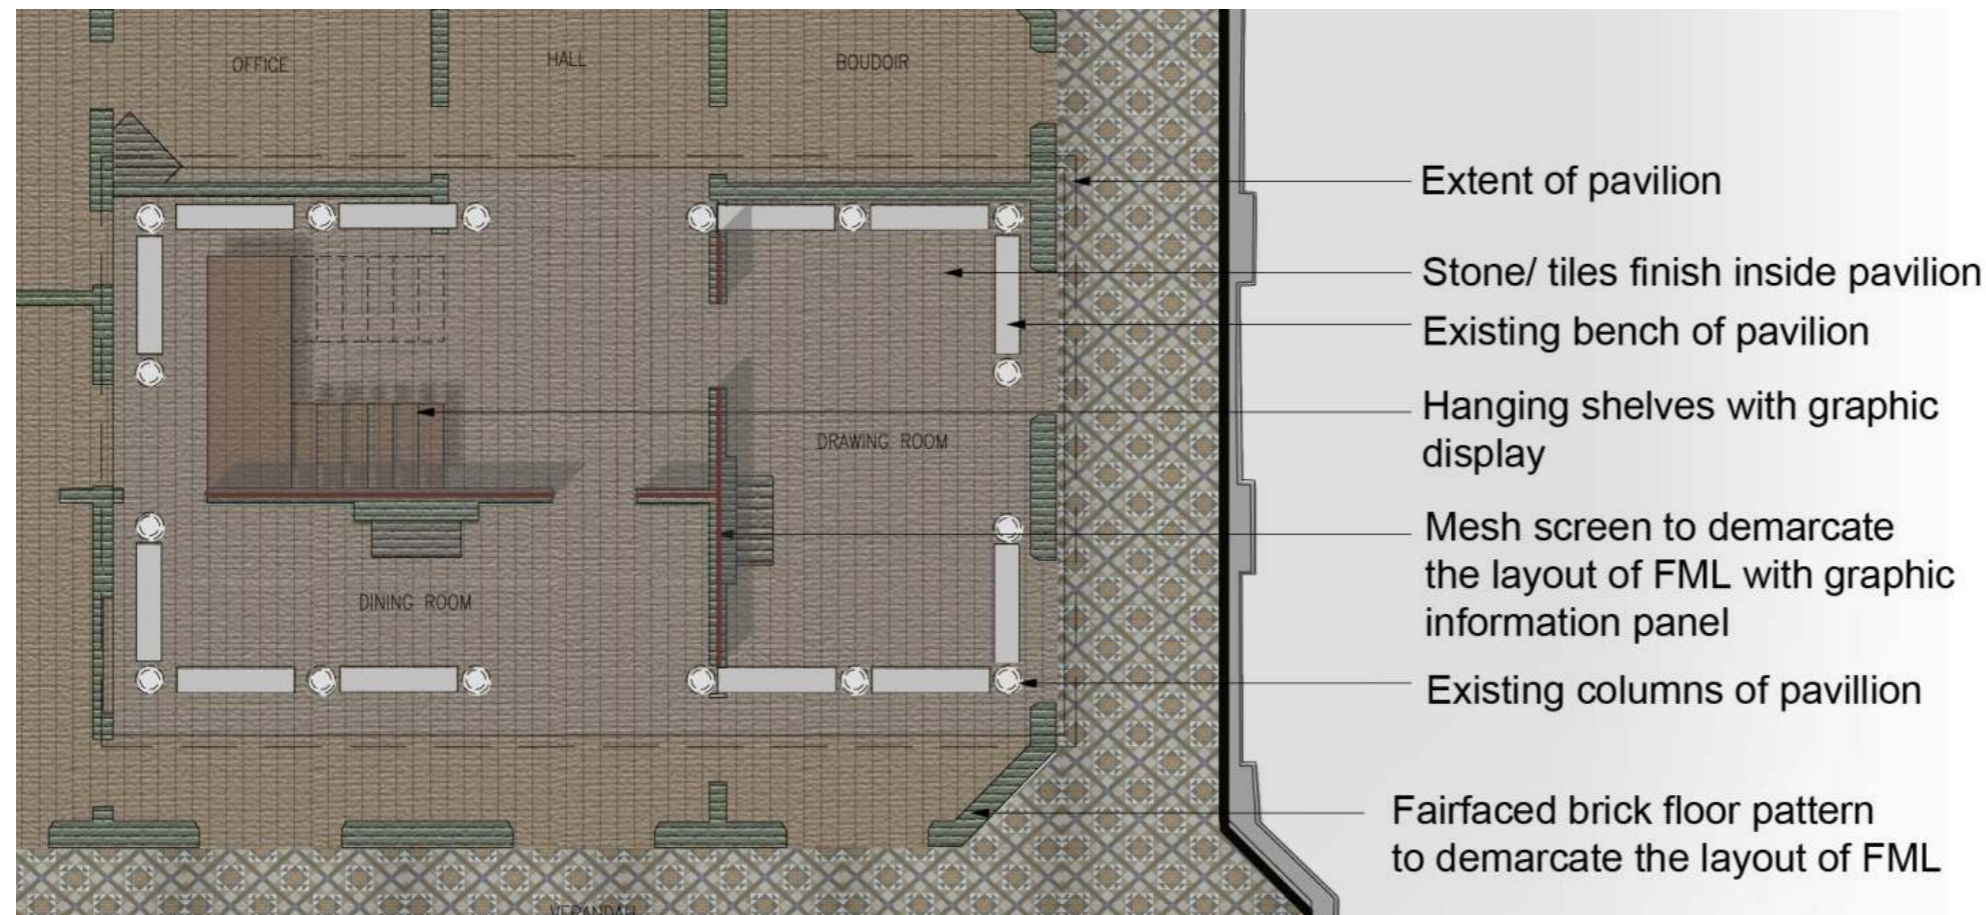 OFFICE
HALL
BOUDOIR
Extent of pavilion
Stone/ tiles finish inside pavilion
Existing bench of pavilion
Hanging shelves with graphic
display
DRAWING ROOM
Mesh screen to demarcate
the layout of FML with graphic
information panel
DINING ROOM
Existing columns of pavillion
Fairfaced brick floor pattern
to demarcate the layout of FML
VERANDAH